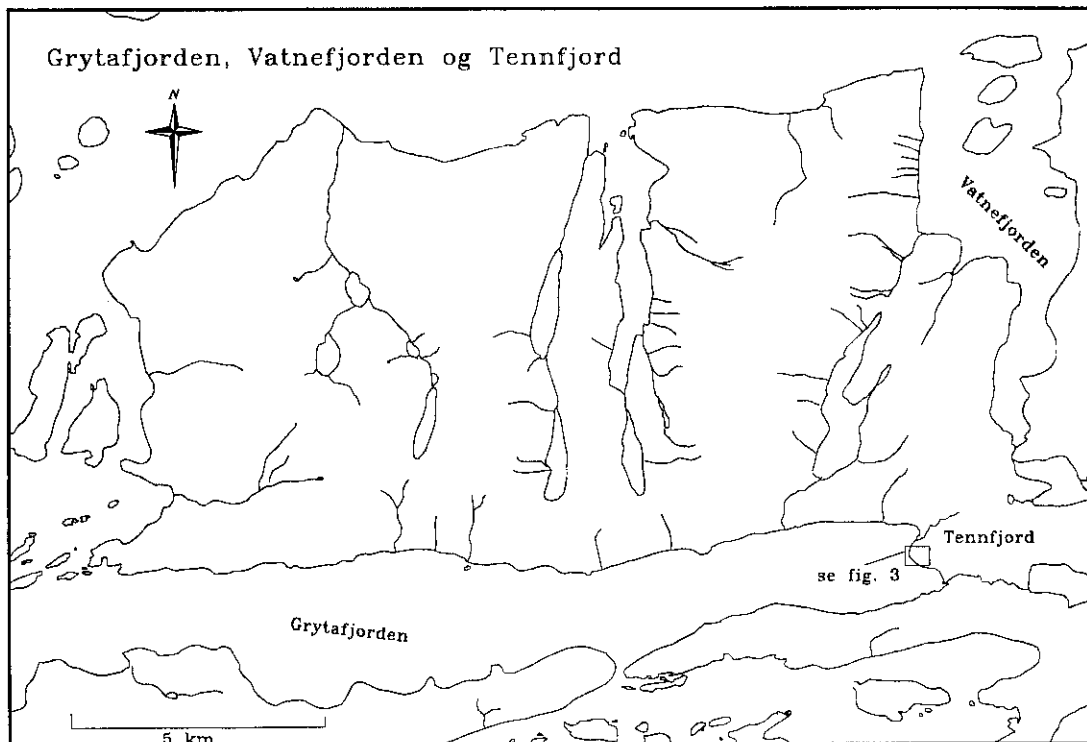 Grytafjorden, Vatnefjorden og Tennfjord
N
Vatnefjorden
Tennfjord
se fig. 3
Grytafjorden
5 km